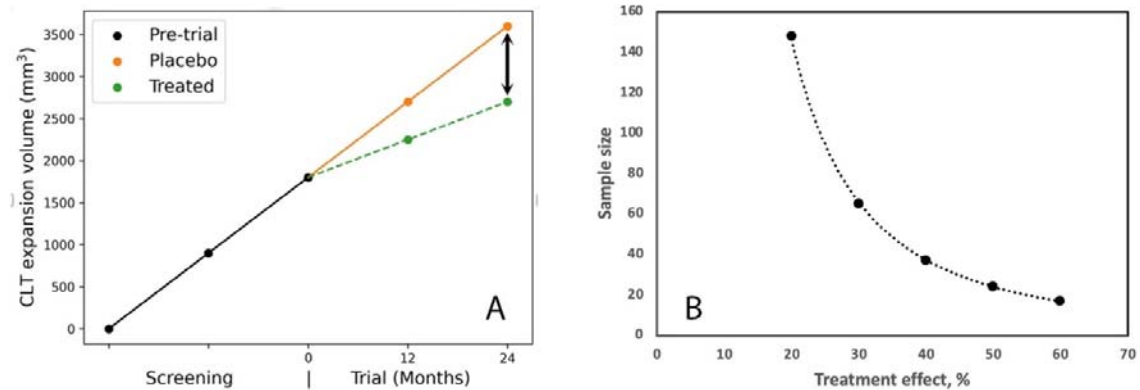 3500
3000
2500
2000
1500
1000
500
0
CLT expansion volume (mm³)
Pre-trial
Placebo
Treated
A
0 12 24
Screening | Trial (Months)
160
140
120
100
80
60
40
20
0
Sample size
B
0 10 20 30 40 50 60 70
Treatment effect, %